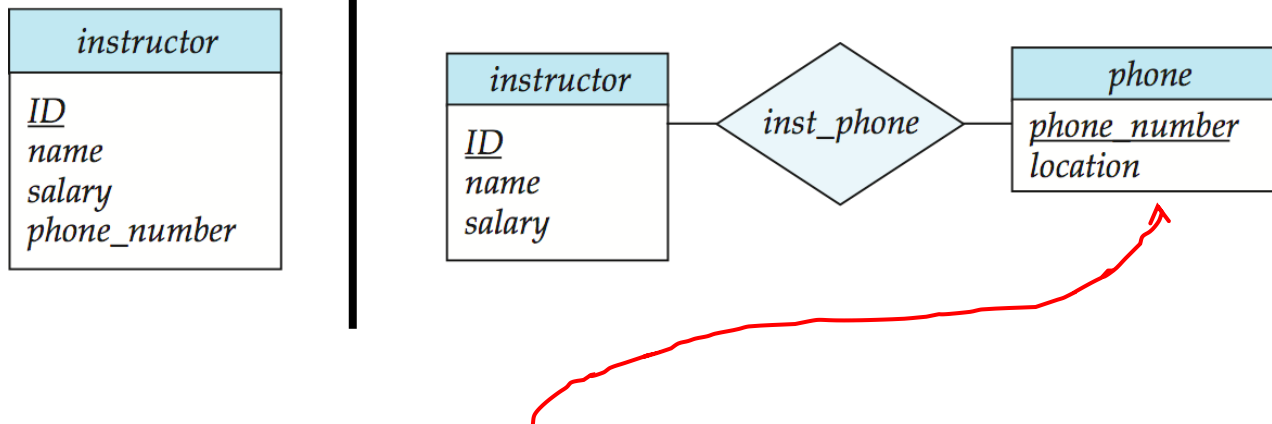 instructor
ID
name
salary
phone_number
instructor
ID
name
salary
inst_phone
phone
phone_number
location